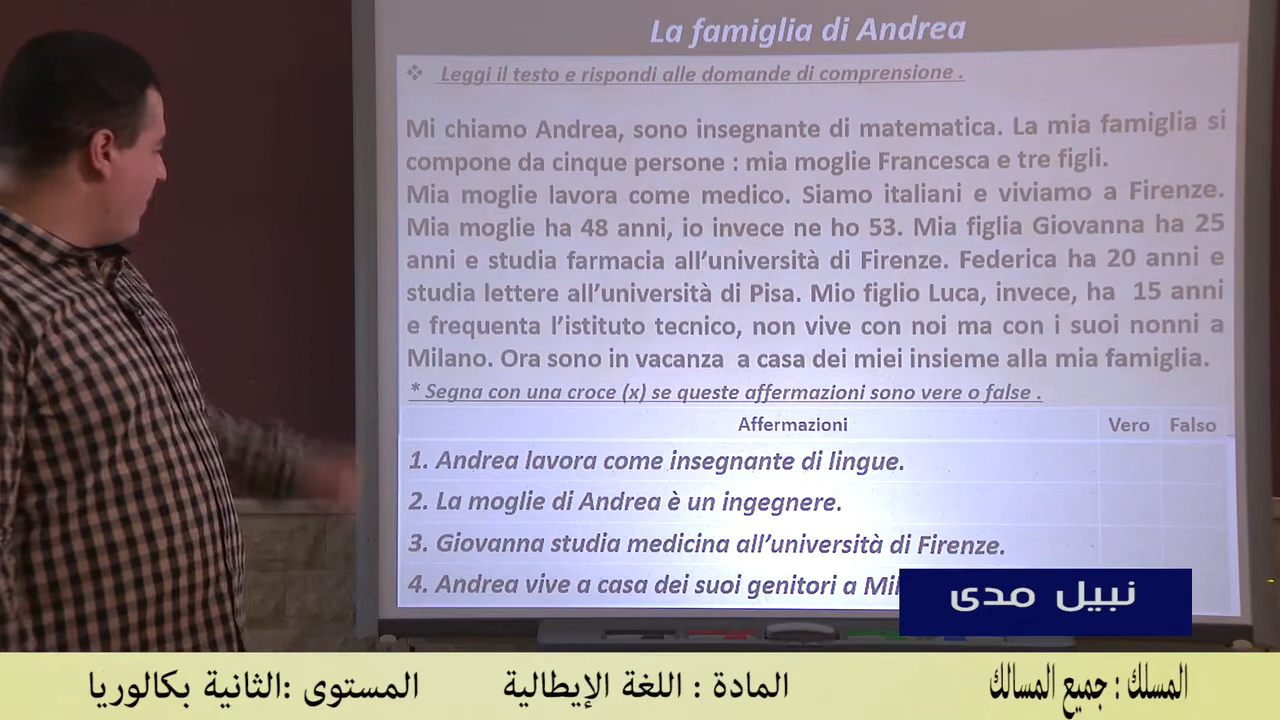 La famiglia di Andrea
❖ Leggi il testo e rispondi alle domande di comprensione .
Mi chiamo Andrea, sono insegnante di matematica. La mia famiglia si
compone da cinque persone : mia moglie Francesca e tre figli.
Mia moglie lavora come medico. Siamo italiani e viviamo a Firenze.
Mia moglie ha 48 anni, io invece ne ho 53. Mia figlia Giovanna ha 25
anni e studia farmacia all’università di Firenze. Federica ha 20 anni e
studia lettere all’università di Pisa. Mio figlio Luca, invece, ha 15 anni
e frequenta l’istituto tecnico, non vive con noi ma con i suoi nonni a
Milano. Ora sono in vacanza a casa dei miei insieme alla mia famiglia.
* Segna con una croce (x) se queste affermazioni sono vere o false .
Affermazioni Vero Falso
1. Andrea lavora come insegnante di lingue.
2. La moglie di Andrea è un ingegnere.
3. Giovanna studia medicina all’università di Firenze.
4. Andrea vive a casa dei suoi genitori a
نبيل مدى
المسلك : جميع المسالك
المادة : اللغة الإيطالية
المستوى :الثانية بكالوريا